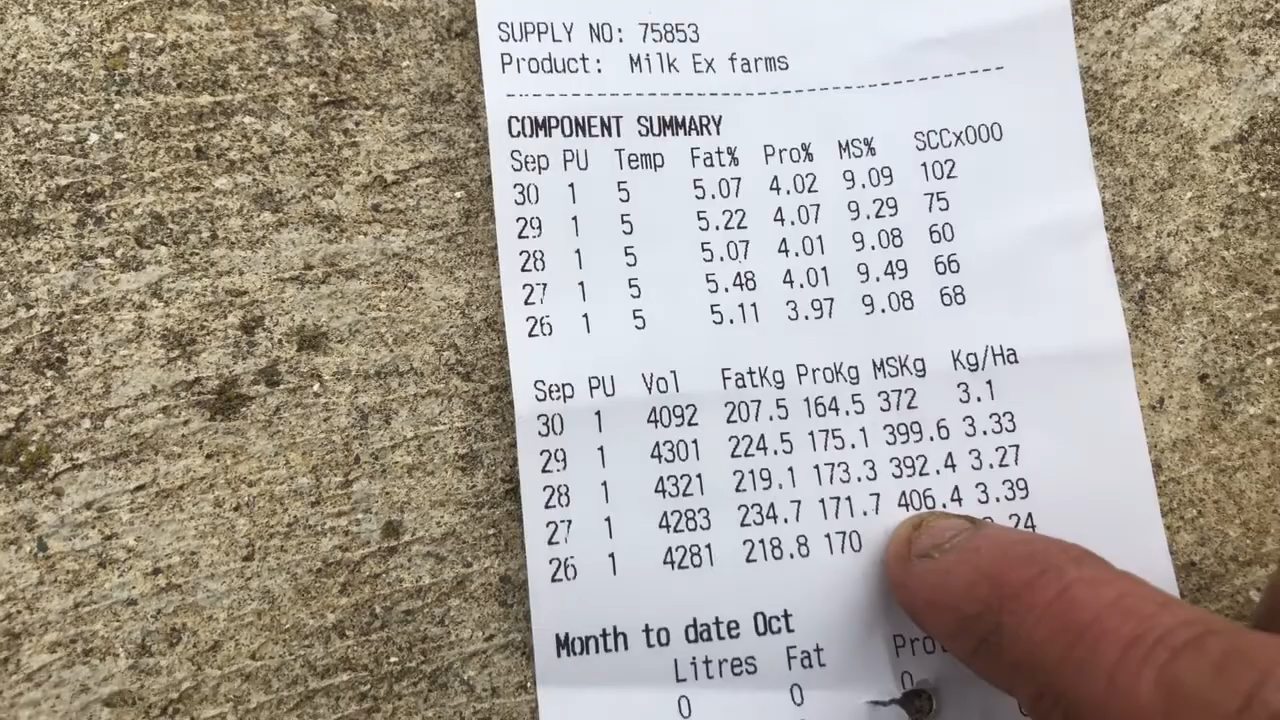 SUPPLY NO: 75853
Product: Milk Ex farms
COMPONENT SUMMARY
Sep PU Temp Fat% Pro% MS% SCCx000
30 1 5 5.07 4.02 9.09 102
29 1 5 5.22 4.07 9.29 75
28 1 5 5.07 4.01 9.08 60
27 1 5 5.48 4.01 9.49 66
26 1 5 5.11 3.97 9.08 68
Sep PU Vol FatKg ProKg MSKg Kg/Ha
30 1 4092 207.5 164.5 372 3.1
29 1 4301 224.5 175.1 399.6 3.33
28 1 4321 219.1 173.3 392.4 3.27
27 1 4283 234.7 171.7 406.4 3.39
26 1 4281 218.8 170 24
Month to date Oct
Litres Fat
0 0 0